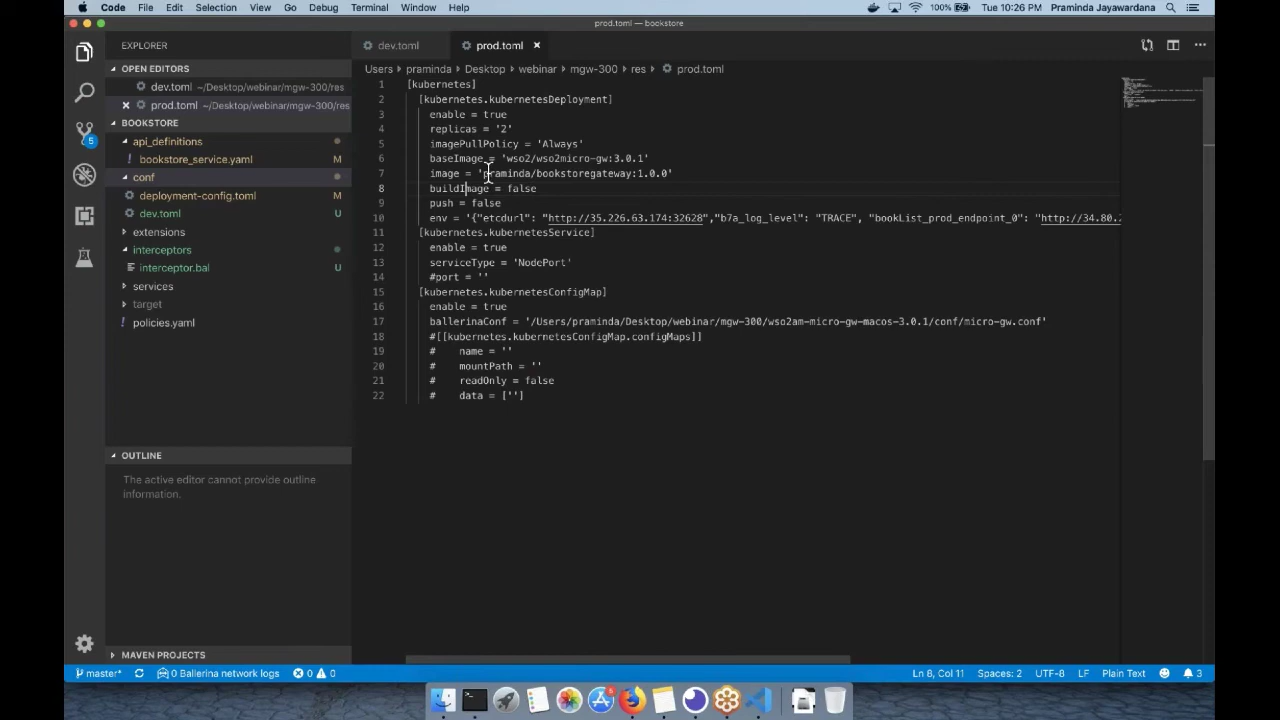 Code File Edit Selection View Go Debug Terminal Window Help 100% Tue 10:26 PM Praminda Jayawardana
prod.toml — bookstore
EXPLORER
OPEN EDITORS
dev.toml ~/Desktop/webinar/mgw-300/res
prod.toml ~/Desktop/webinar/mgw-300/res
BOOKSTORE
api_definitions
bookstore_service.yaml M
conf
deployment-config.toml M
dev.toml U
extensions
interceptors
interceptor.bal U
services
target
policies.yaml
5
OUTLINE
The active editor cannot provide outline
information.
MAVEN PROJECTS
dev.toml prod.toml
Users praminda Desktop webinar mgw-300 res prod.toml
1 [kubernetes]
2 [kubernetes.kubernetesDeployment]
3 enable = true
4 replicas = '2'
5 imagePullPolicy = 'Always'
6 baseImage = 'wso2/wso2micro-gw:3.0.1'
7 image = 'praminda/bookstoregateway:1.0.0'
8 buildImage = false
9 push = false
10 env = '{"etcdurl": "http://35.226.63.174:32628","b7a_log_level": "TRACE", "bookList_prod_endpoint_0": "http://34.80.2
11 [kubernetes.kubernetesService]
12 enable = true
13 serviceType = 'NodePort'
14 #port = ''
15 [kubernetes.kubernetesConfigMap]
16 enable = true
17 ballerinaConf = '/Users/praminda/Desktop/webinar/mgw-300/wso2am-micro-gw-macos-3.0.1/conf/micro-gw.conf'
18 #[[kubernetes.kubernetesConfigMap.configMaps]]
19 # name = ''
20 # mountPath = ''
21 # readOnly = false
22 # data = ['']
master* 0 Ballerina network logs 0 0 Ln 8, Col 11 Spaces: 2 UTF-8 LF Plain Text 3